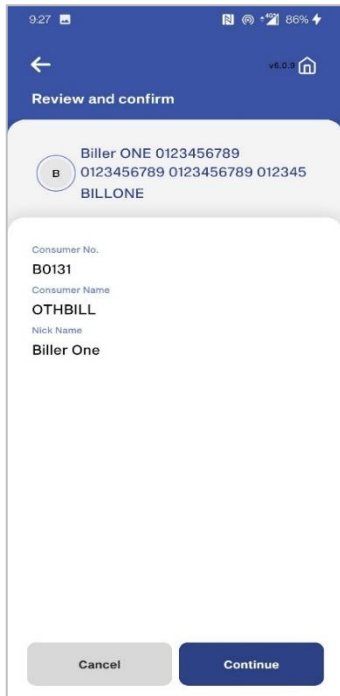 9:27
86%
v6.0.9
Review and confirm
B
Biller ONE 0123456789
0123456789 0123456789 012345
BILLONE
Consumer No.
B0131
Consumer Name
OTHBILL
Nick Name
Biller One
Cancel
Continue